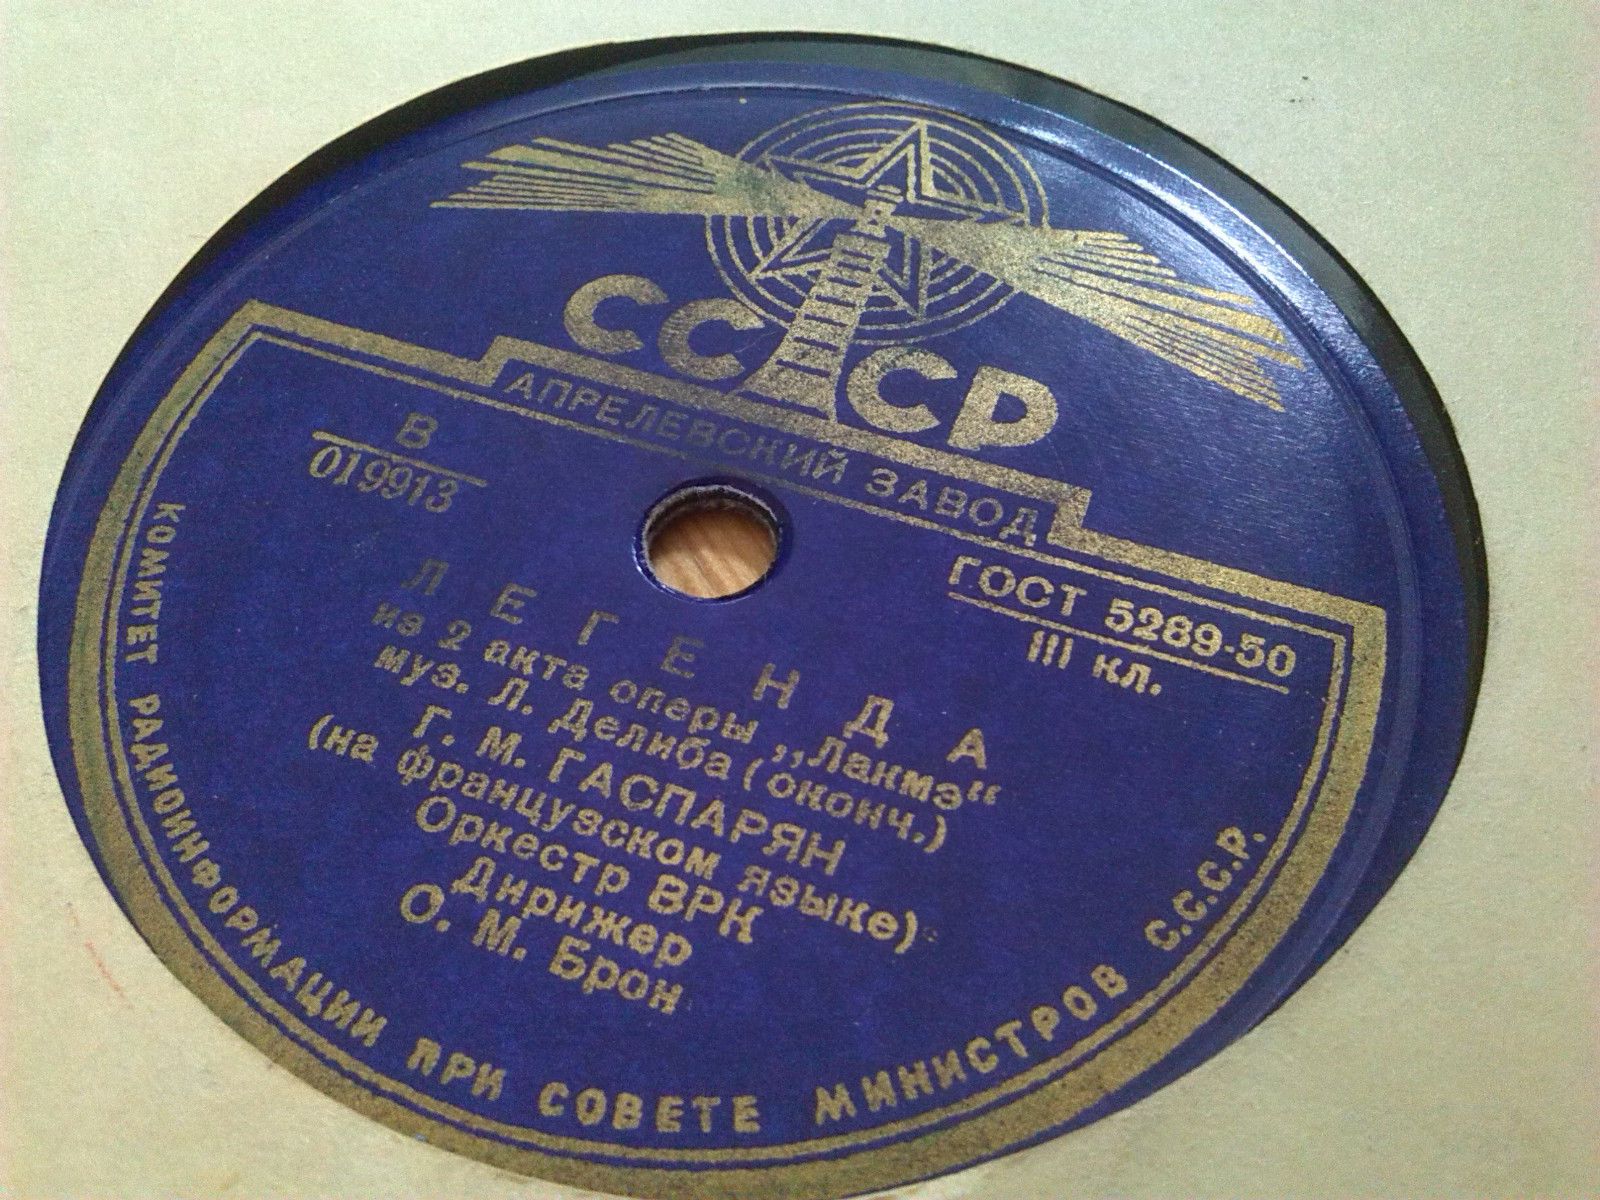 СССР
АПРЕЛЕВСКИЙ ЗАВОД
В
019913
ГОСТ 5289-50
III кл.
ЛЕГЕНДА
из 2 акта оперы „Лакмэ“
муз. Л. Делиба (оконч.)
Г. М. ГАСПАРЯН
(на французском языке)
Оркестр ВРК
Дирижер
О. М. Брон
КОМИТЕТ РАДИОИНФОРМАЦИИ ПРИ СОВЕТЕ МИНИСТРОВ С.С.С.Р.